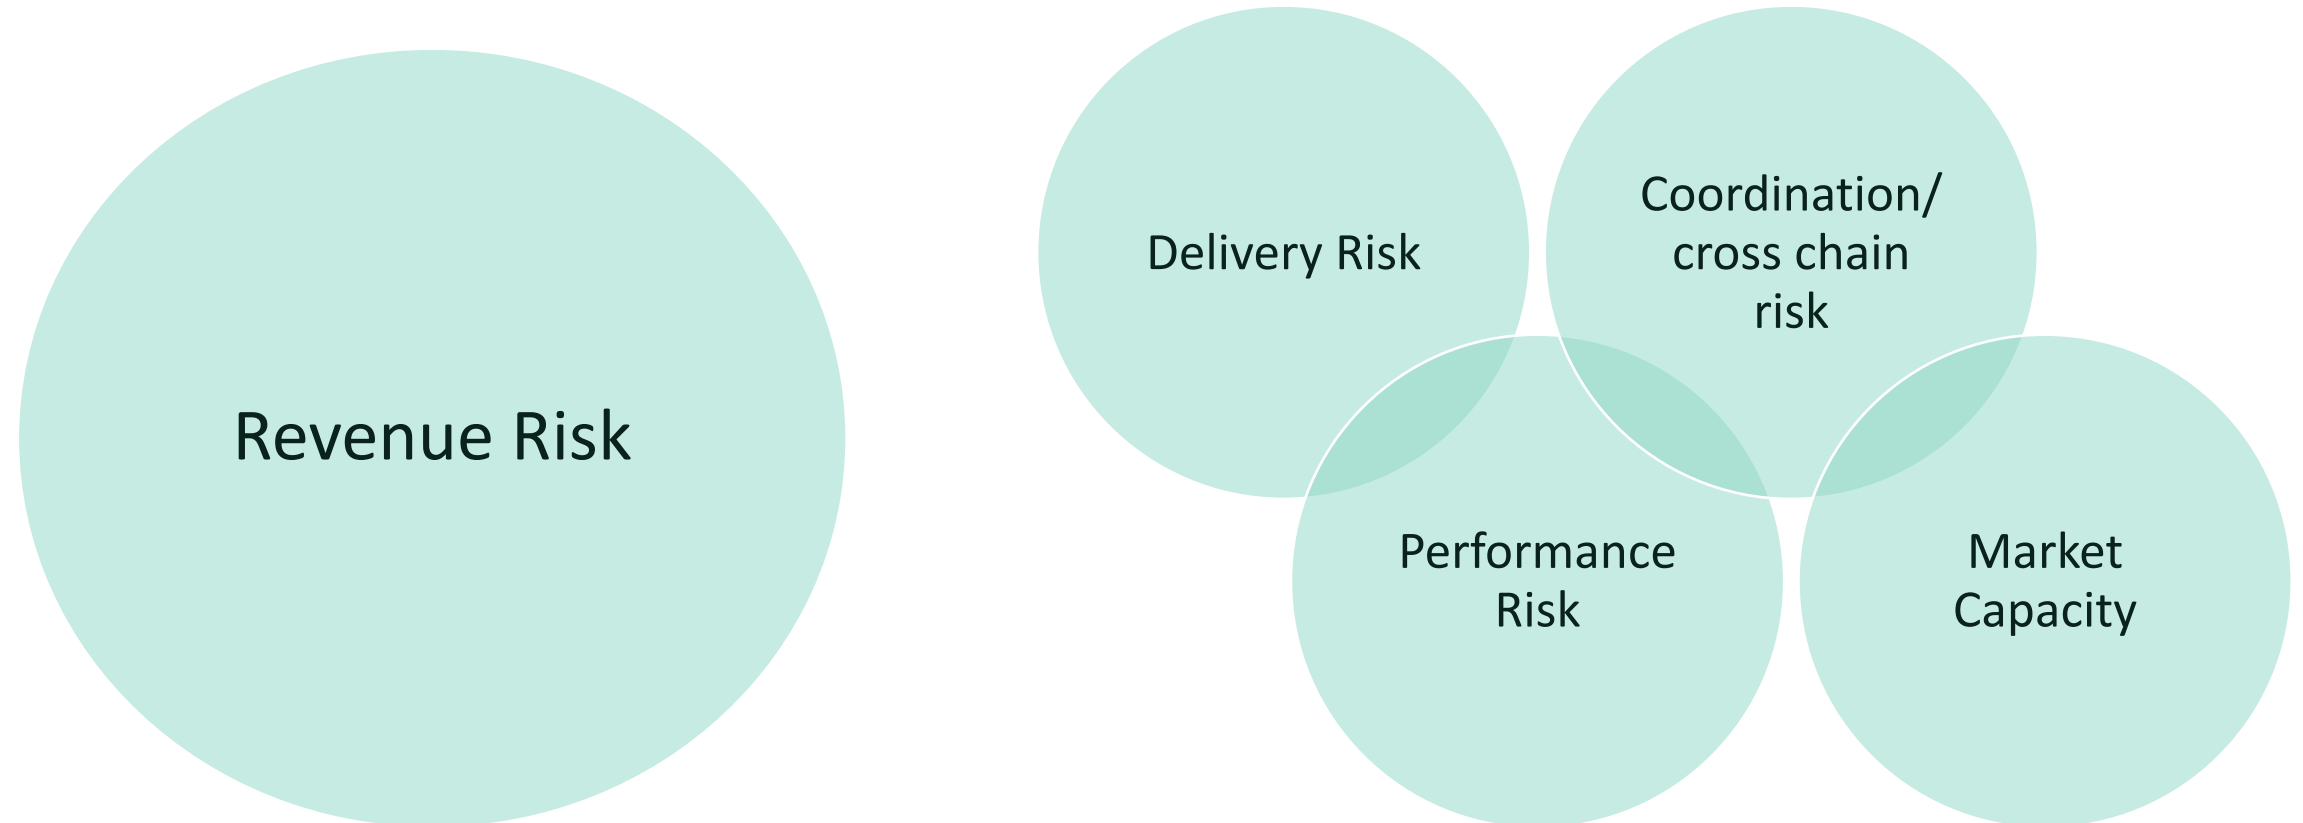 Revenue Risk
Delivery Risk
Coordination/
cross chain
risk
Performance
Risk
Market
Capacity